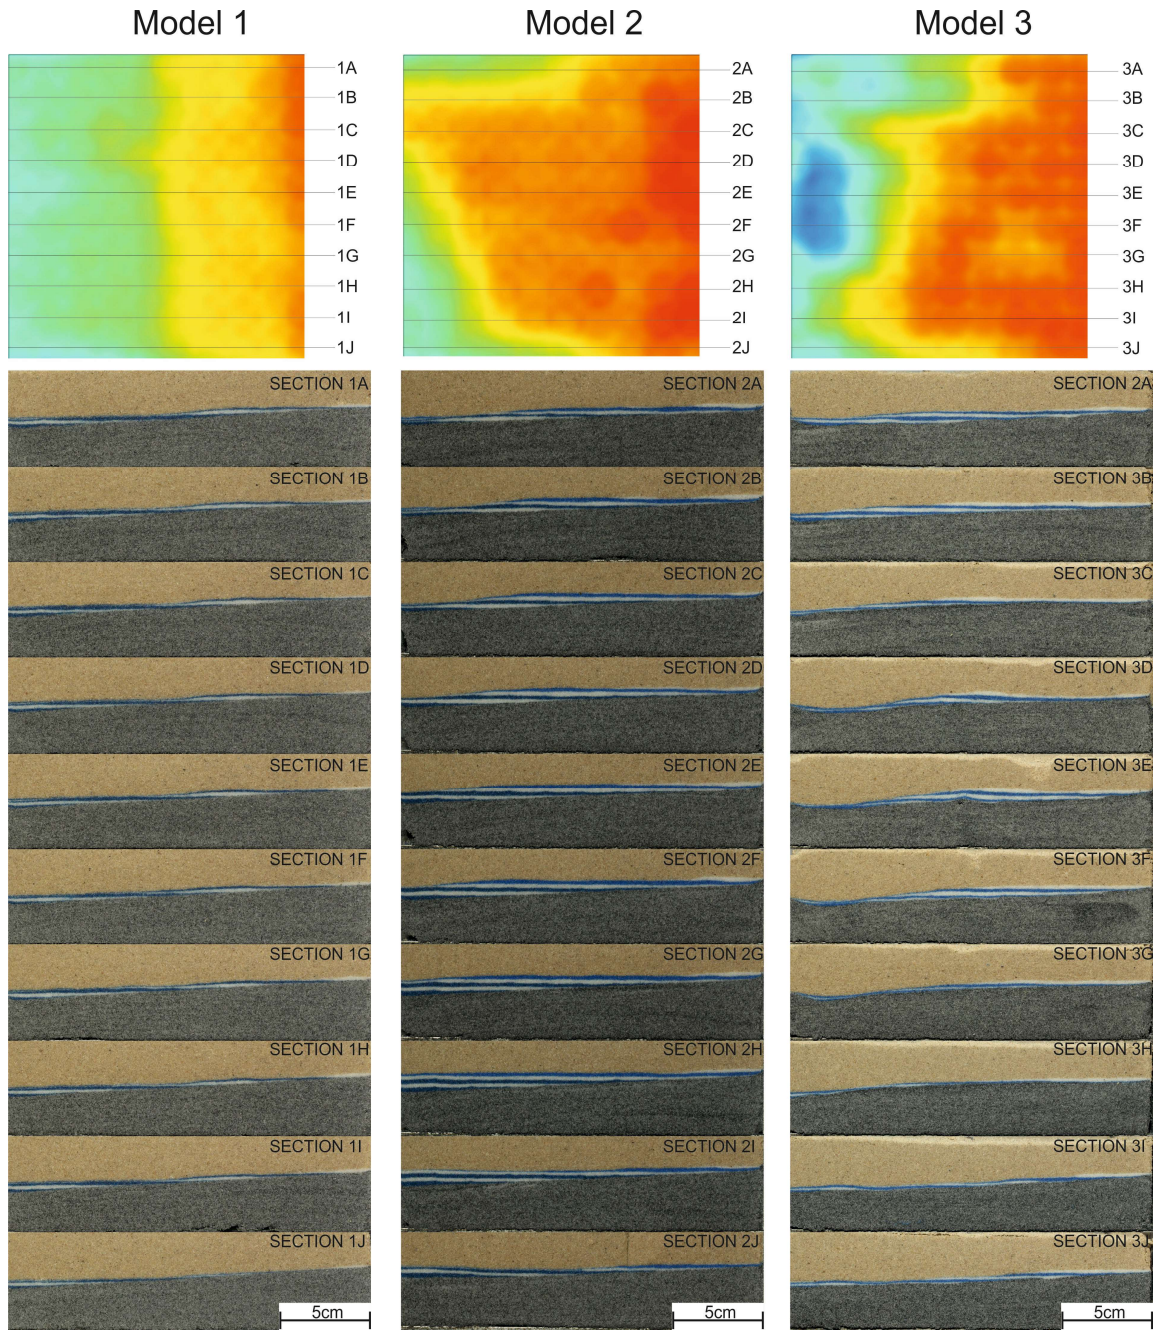 Model 1
Model 2
Model 3
1A
1B
1C
1D
1E
1F
1G
1H
1I
1J
2A
2B
2C
2D
2E
2F
2G
2H
2I
2J
3A
3B
3C
3D
3E
3F
3G
3H
3I
3J
SECTION 1A
SECTION 1B
SECTION 1C
SECTION 1D
SECTION 1E
SECTION 1F
SECTION 1G
SECTION 1H
SECTION 1I
SECTION 1J
5cm
SECTION 2A
SECTION 2B
SECTION 2C
SECTION 2D
SECTION 2E
SECTION 2F
SECTION 2G
SECTION 2H
SECTION 2I
SECTION 2J
5cm
SECTION 2A
SECTION 3B
SECTION 3C
SECTION 3D
SECTION 3E
SECTION 3F
SECTION 3G
SECTION 3H
SECTION 3I
SECTION 3J
5cm